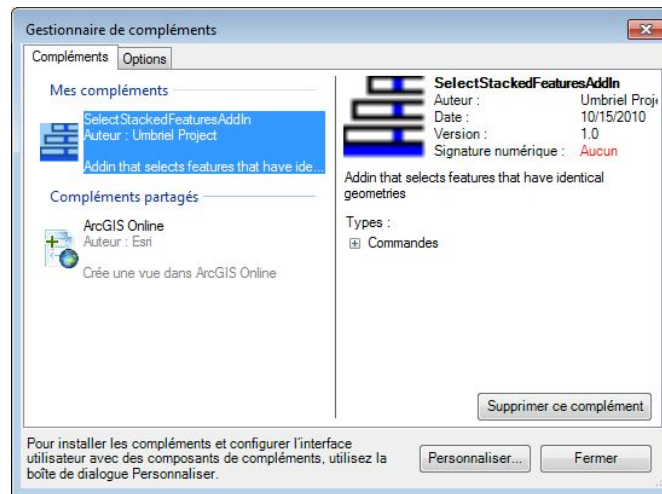 Gestionnaire de compléments
Compléments
Options
Mes compléments
SelectStackedFeaturesAddIn
Auteur : Umbriel Project
Addin that selects features that have ide...
Compléments partagés
ArcGIS Online
Auteur : Esri
Crée une vue dans ArcGIS Online
SelectStackedFeaturesAddIn
Auteur : Umbriel Proje
Date : 10/15/2010
Version : 1.0
Signature numérique : Aucun
Addin that selects features that have identical
geometries
Types :
Commandes
Supprimer ce complément
Pour installer les compléments et configurer l'interface
utilisateur avec des composants de compléments, utilisez la
boîte de dialogue Personnaliser.
Personnaliser...
Fermer